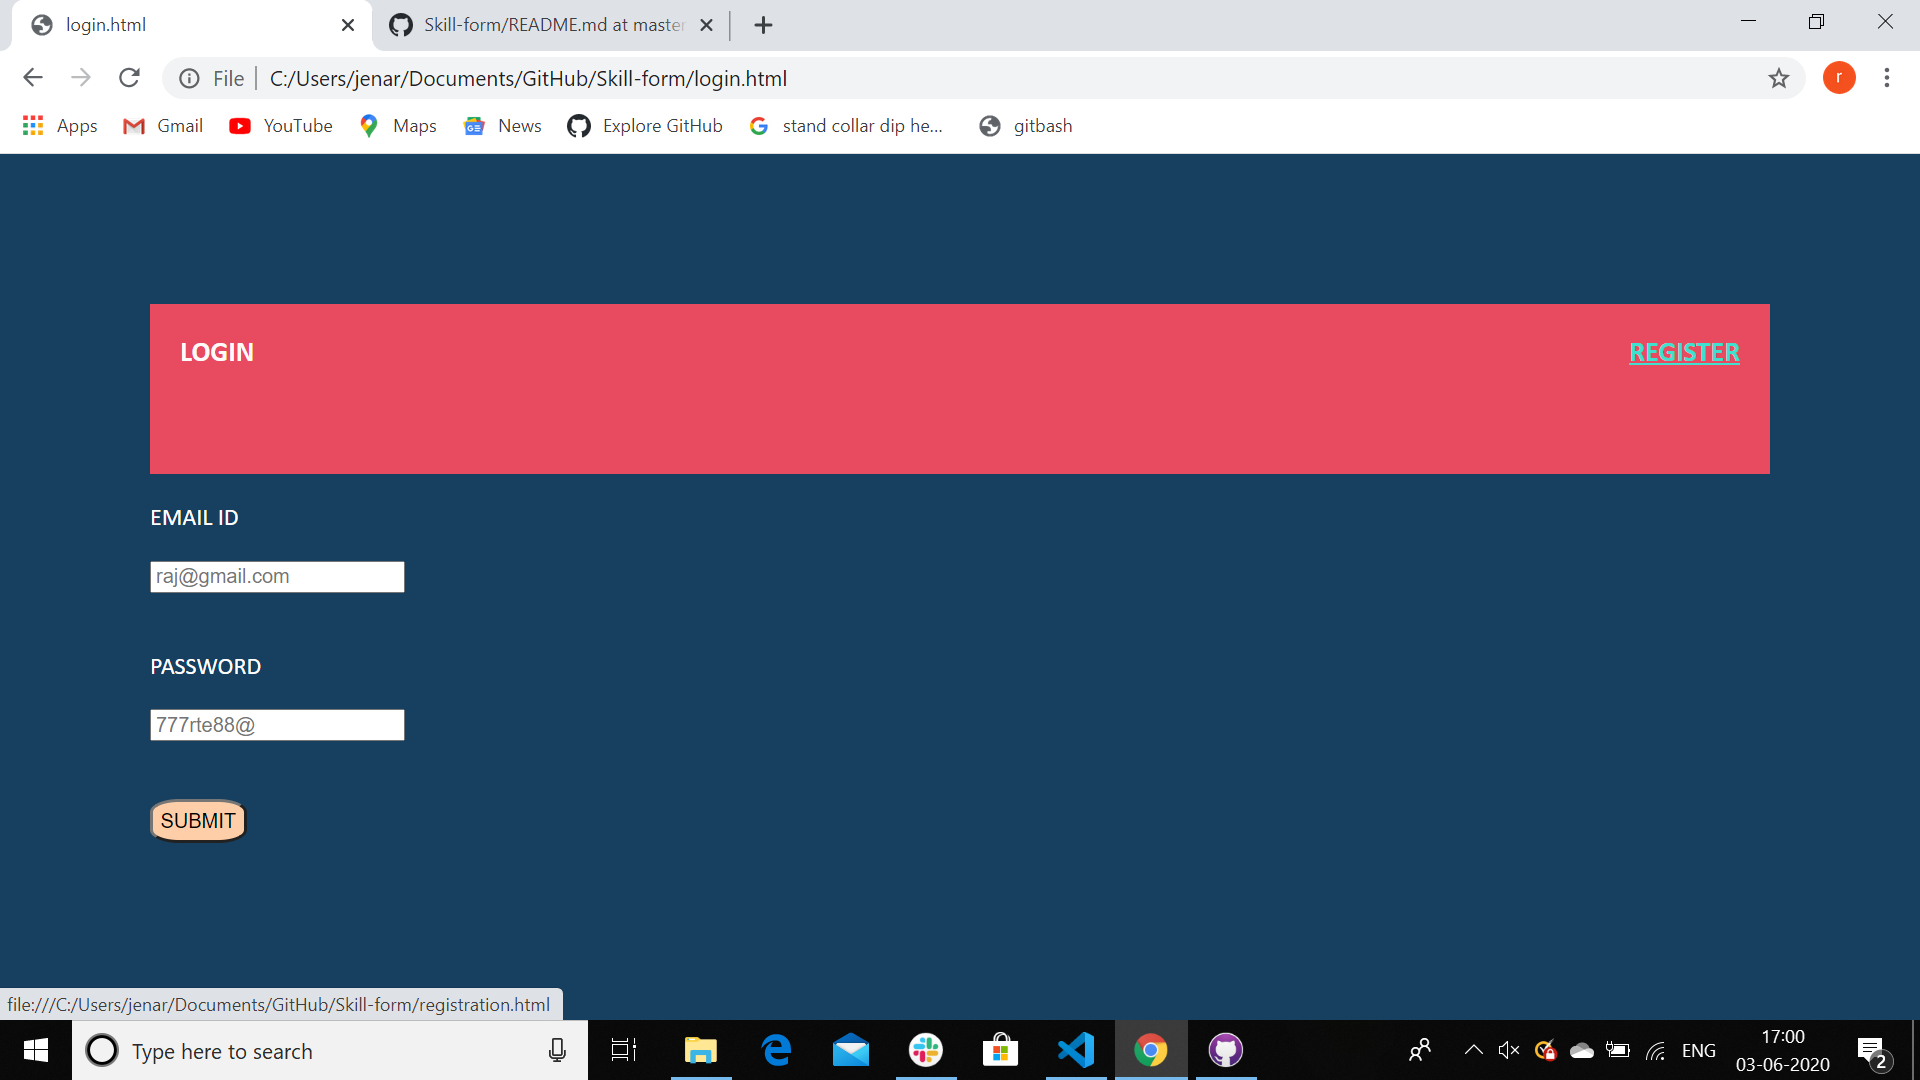 login.html
Skill-form/README.md at master
File
C:/Users/jenar/Documents/GitHub/Skill-form/login.html
r
Apps
Gmail
YouTube
Maps
News
Explore GitHub
stand collar dip he...
gitbash
LOGIN
REGISTER
EMAIL ID
raj@gmail.com
PASSWORD
777rte88@
SUBMIT
file:///C:/Users/jenar/Documents/GitHub/Skill-form/registration.html
Type here to search
ENG
17:00
03-06-2020
2